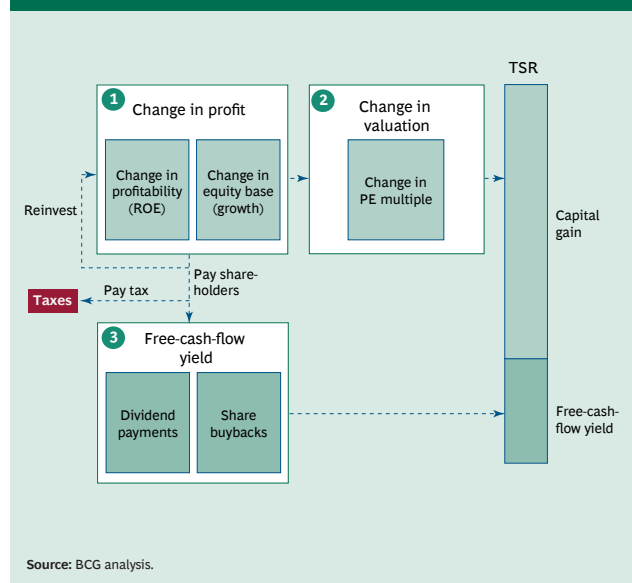 TSR
1
Change in profit
Change in
profitability
(ROE)
Change in
equity base
(growth)
2
Change in
valuation
Change in
PE multiple
Reinvest
Capital
gain
Pay share-
holders
Pay tax
Taxes
3
Free-cash-flow
yield
Dividend
payments
Share
buybacks
Free-cash-
flow yield
Source: BCG analysis.